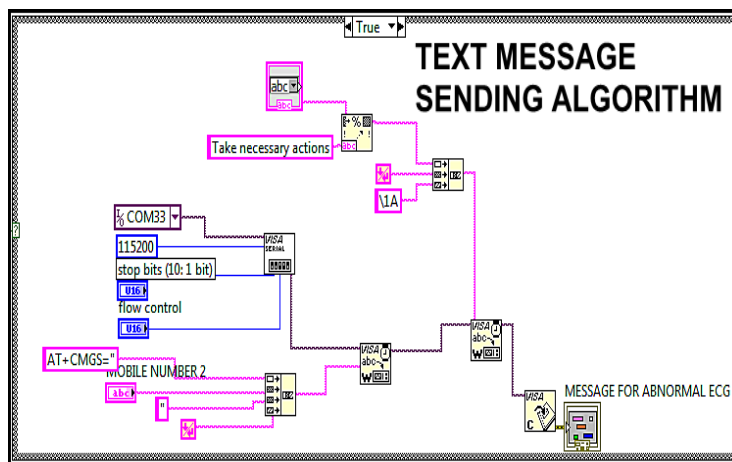 True
TEXT MESSAGE
SENDING ALGORITHM
abc
abc
abc
Take necessary actions
\1A
?
I/O COM33
VISA
SERIAL
115200
stop bits (10: 1 bit)
U16
flow control
U16
VISA
abc
W
VISA
abc
W
AT+CMGS="
MOBILE NUMBER 2
abc
"
VISA
C
MESSAGE FOR ABNORMAL ECG